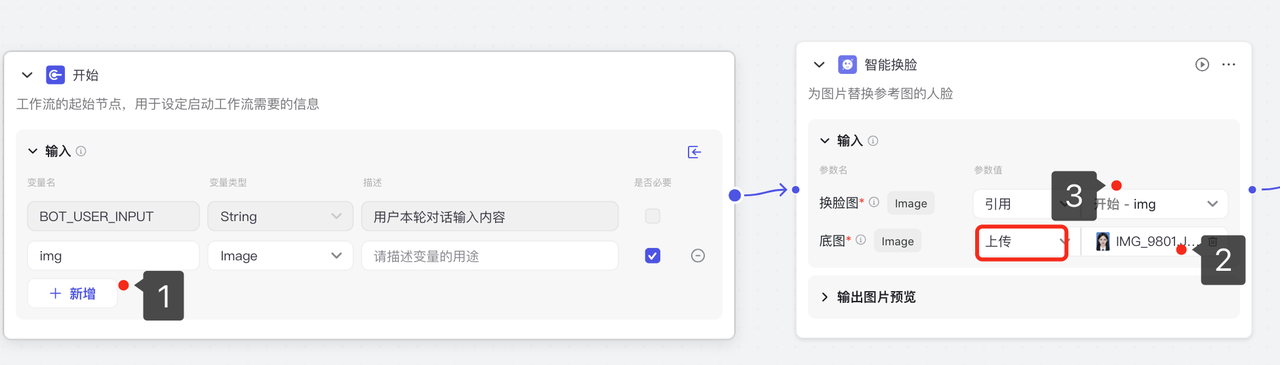 开始
工作流的起始节点，用于设定启动工作流需要的信息
输入
变量名 变量类型 描述 是否必要
BOT_USER_INPUT String 用户本轮对话输入内容
img Image 请描述变量的用途
+ 新增
1
智能换脸
为图片替换参考图的人脸
输入
参数名 参数值
换脸图* Image 引用 开始 - img
3
底图* Image 上传 IMG_9801.J...
2
输出图片预览